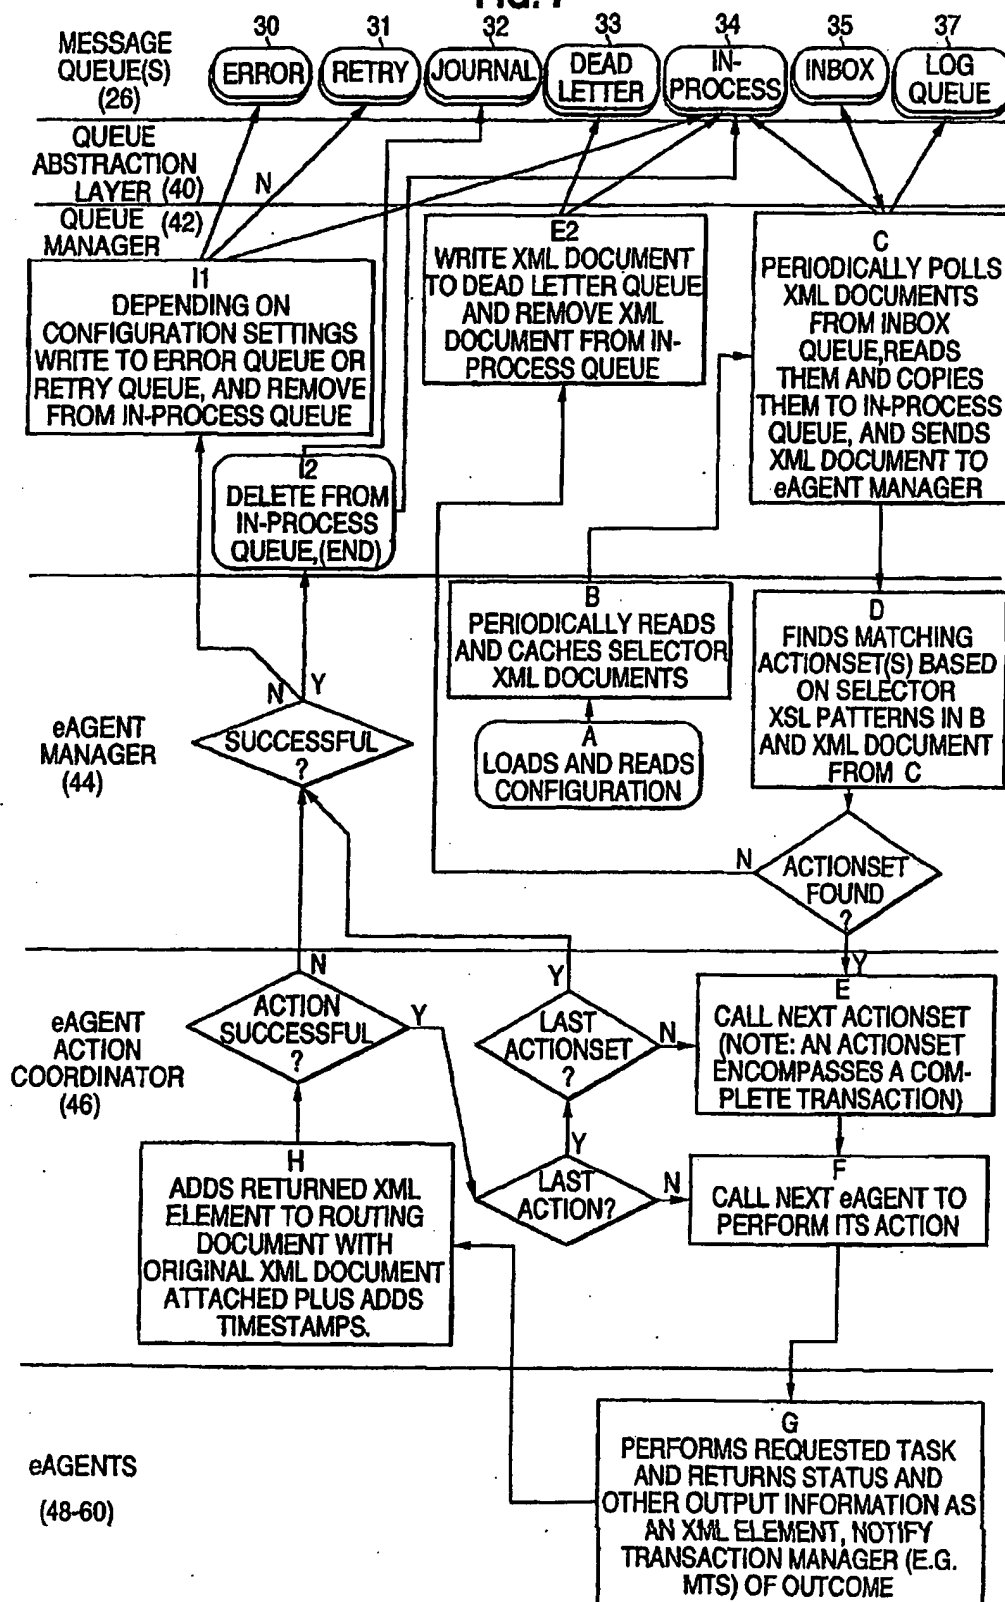 FIG. 7
30
31
32
33
34
35
37
MESSAGE
QUEUE(S)
(26)
ERROR
RETRY
JOURNAL
DEAD
LETTER
IN-
PROCESS
INBOX
LOG
QUEUE
QUEUE
ABSTRACTION
LAYER (40)
N
QUEUE (42)
MANAGER
I1
DEPENDING ON
CONFIGURATION SETTINGS
WRITE TO ERROR QUEUE OR
RETRY QUEUE, AND REMOVE
FROM IN-PROCESS QUEUE
E2
WRITE XML DOCUMENT
TO DEAD LETTER QUEUE
AND REMOVE XML
DOCUMENT FROM IN-
PROCESS QUEUE
C
PERIODICALLY POLLS
XML DOCUMENTS
FROM INBOX
QUEUE,READS
THEM AND COPIES
THEM TO IN-PROCESS
QUEUE, AND SENDS
XML DOCUMENT TO
eAGENT MANAGER
I2
DELETE FROM
IN-PROCESS
QUEUE,(END)
eAGENT
MANAGER
(44)
N
Y
SUCCESSFUL
?
B
PERIODICALLY READS
AND CACHES SELECTOR
XML DOCUMENTS
A
LOADS AND READS
CONFIGURATION
D
FINDS MATCHING
ACTIONSET(S) BASED
ON SELECTOR
XSL PATTERNS IN B
AND XML DOCUMENT
FROM C
N
ACTIONSET
FOUND
?
Y
eAGENT
ACTION
COORDINATOR
(46)
N
ACTION
SUCCESSFUL
?
Y
Y
LAST
ACTIONSET
?
N
E
CALL NEXT ACTIONSET
(NOTE: AN ACTIONSET
ENCOMPASSES A COM-
PLETE TRANSACTION)
H
ADDS RETURNED XML
ELEMENT TO ROUTING
DOCUMENT WITH
ORIGINAL XML DOCUMENT
ATTACHED PLUS ADDS
TIMESTAMPS.
Y
LAST
ACTION?
N
F
CALL NEXT eAGENT TO
PERFORM ITS ACTION
eAGENTS
(48-60)
G
PERFORMS REQUESTED TASK
AND RETURNS STATUS AND
OTHER OUTPUT INFORMATION AS
AN XML ELEMENT, NOTIFY
TRANSACTION MANAGER (E.G.
MTS) OF OUTCOME